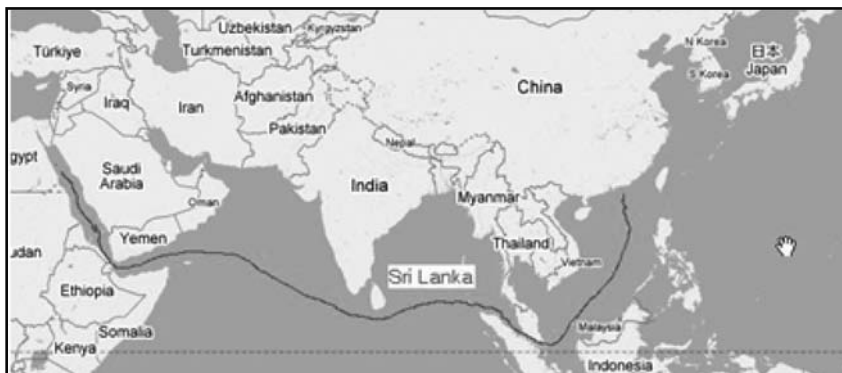 Uzbekistan
Kyrgyzstan
Türkiye
Turkmenistan
N Korea
日本
Japan
S Korea
Syria
Iraq
Iran
Afghanistan
China
Pakistan
Nepal
gypt
Saudi
Arabia
Oman
India
Myanmar
Yemen
Thailand
udan
Vietnam
Sri Lanka
Ethiopia
Somalia
Malaysia
Kenya
Indonesia